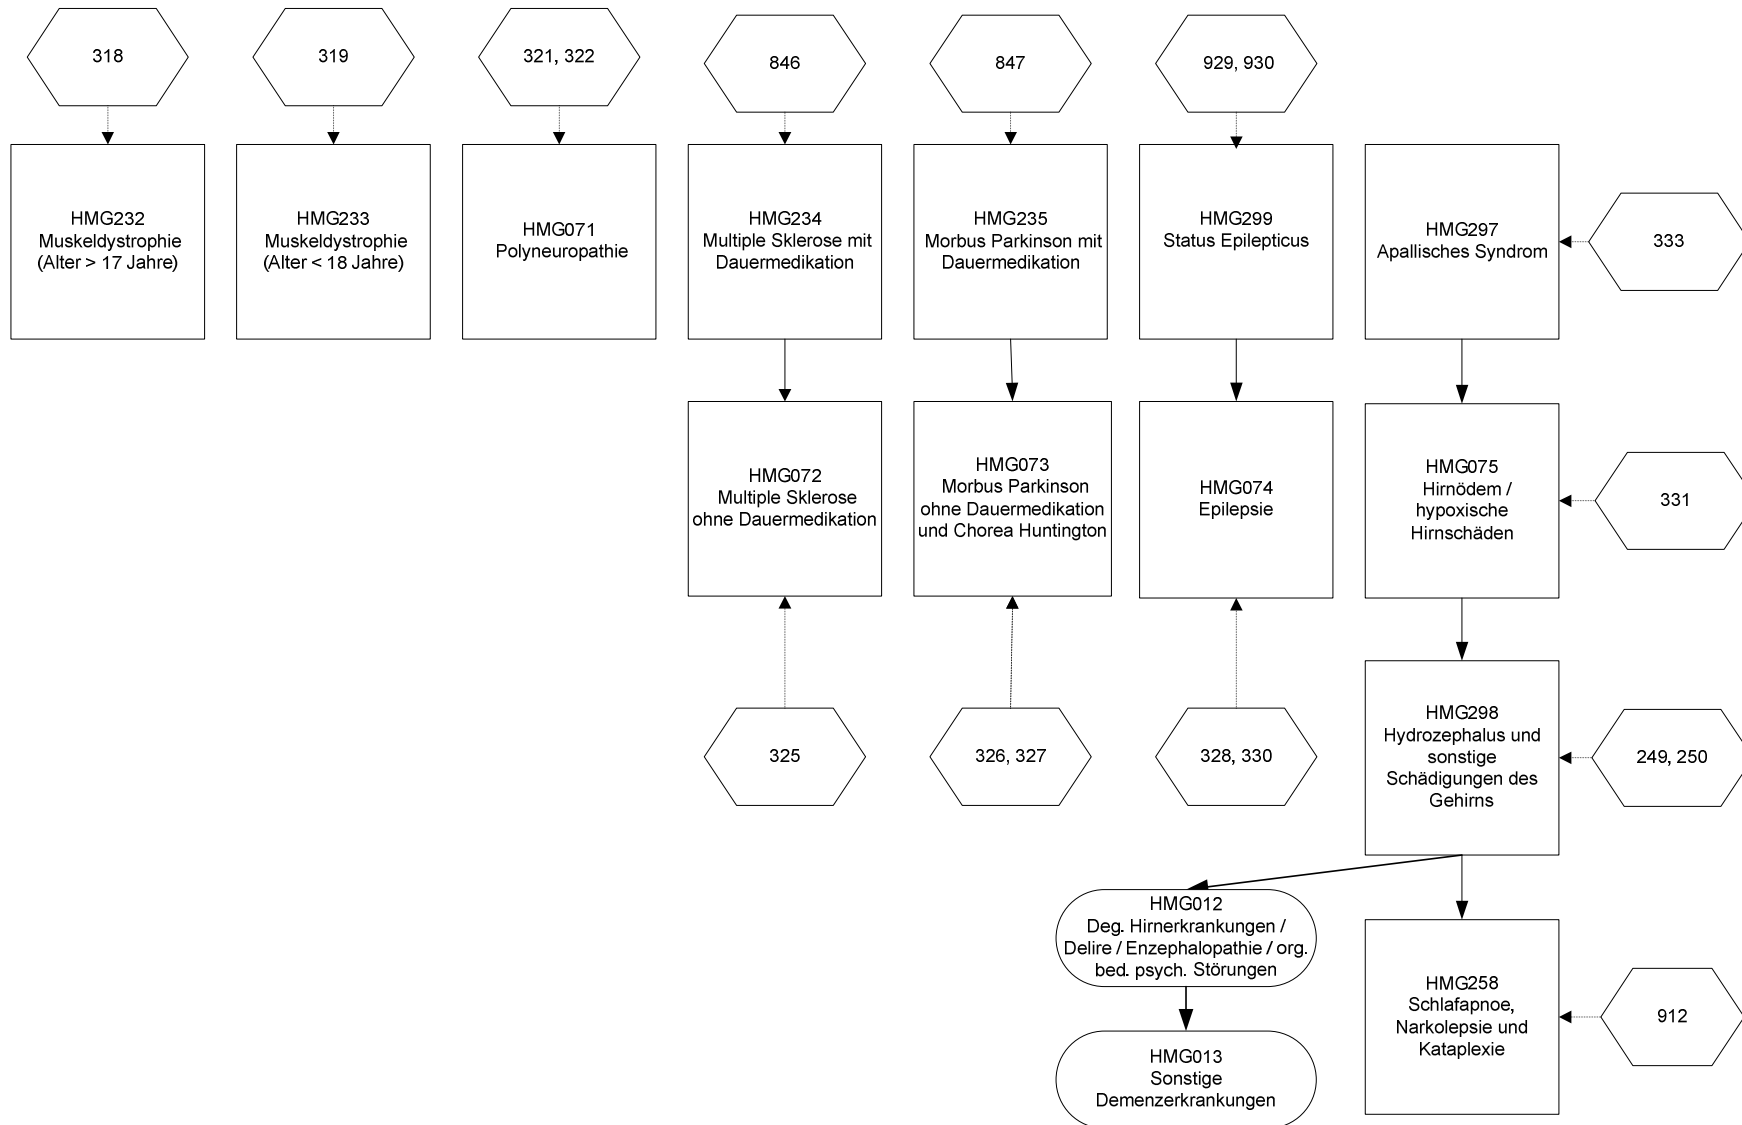 318
319
321, 322
846
847
929, 930
HMG232
Muskeldystrophie
(Alter > 17 Jahre)
HMG233
Muskeldystrophie
(Alter < 18 Jahre)
HMG071
Polyneuropathie
HMG234
Multiple Sklerose mit
Dauermedikation
HMG235
Morbus Parkinson mit
Dauermedikation
HMG299
Status Epilepticus
HMG297
Apallisches Syndrom
333
HMG072
Multiple Sklerose
ohne Dauermedikation
HMG073
Morbus Parkinson
ohne Dauermedikation
und Chorea Huntington
HMG074
Epilepsie
HMG075
Hirnödem /
hypoxische
Hirnschäden
331
325
326, 327
328, 330
HMG298
Hydrozephalus und
sonstige
Schädigungen des
Gehirns
249, 250
HMG012
Deg. Hirnerkrankungen /
Delire / Enzephalopathie / org.
bed. psych. Störungen
HMG258
Schlafapnoe,
Narkolepsie und
Kataplexie
912
HMG013
Sonstige
Demenzerkrankungen